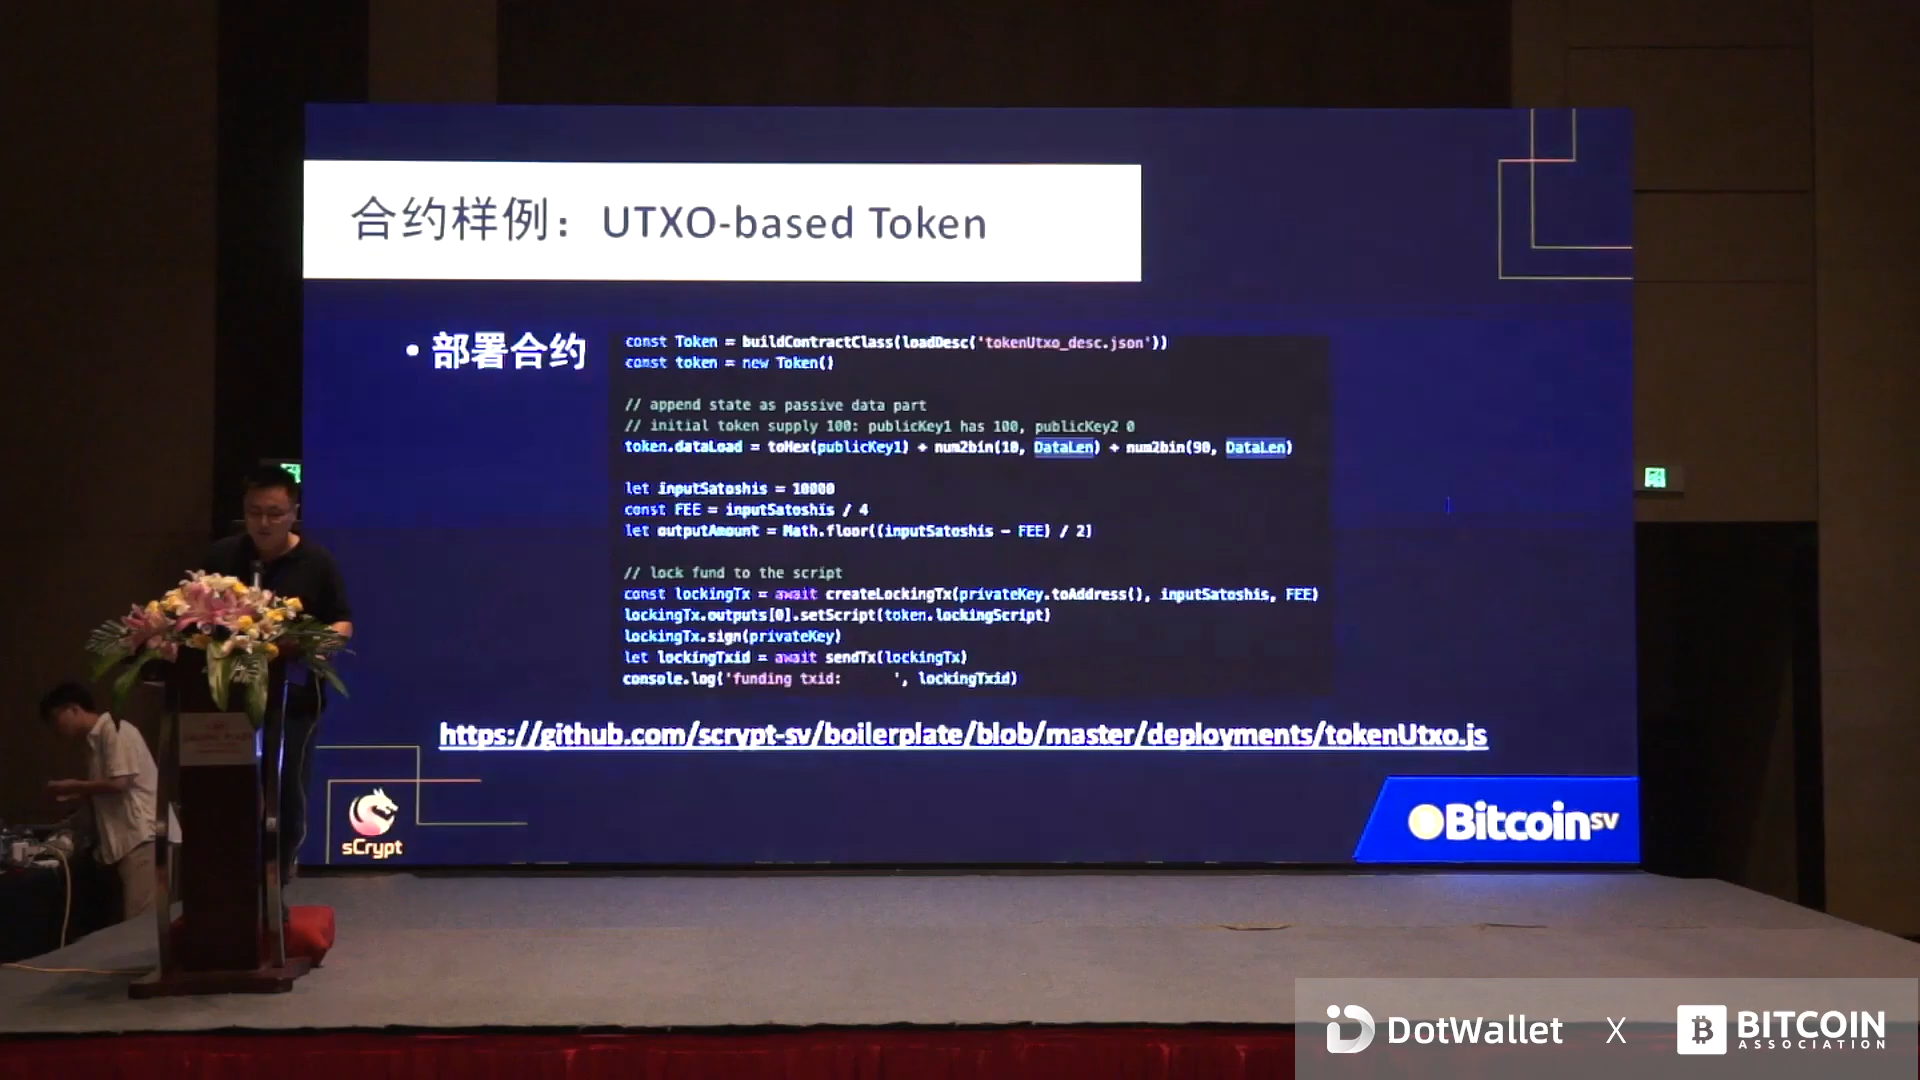 合约样例：UTXO-based Token
• 部署合约
const Token = buildContractClass(loadDesc('tokenUtxo_desc.json'))
const token = new Token()
// append state as passive data part
// initial token supply 100: publicKey1 has 100, publicKey2 0
token.dataLoad = toHex(publicKey1) + num2bin(10, DataLen) + num2bin(90, DataLen)
let inputSatoshis = 10000
const FEE = inputSatoshis / 4
let outputAmount = Math.floor((inputSatoshis - FEE) / 2)
// lock fund to the script
const lockingTx = await createLockingTx(privateKey.toAddress(), inputSatoshis, FEE)
lockingTx.outputs[0].setScript(token.lockingScript)
lockingTx.sign(privateKey)
let lockingTxid = await sendTx(lockingTx)
console.log('funding txid:      ', lockingTxid)
https://github.com/scrypt-sv/boilerplate/blob/master/deployments/tokenUtxo.js
sCrypt
Bitcoin SV
DotWallet X BITCOIN
ASSOCIATION